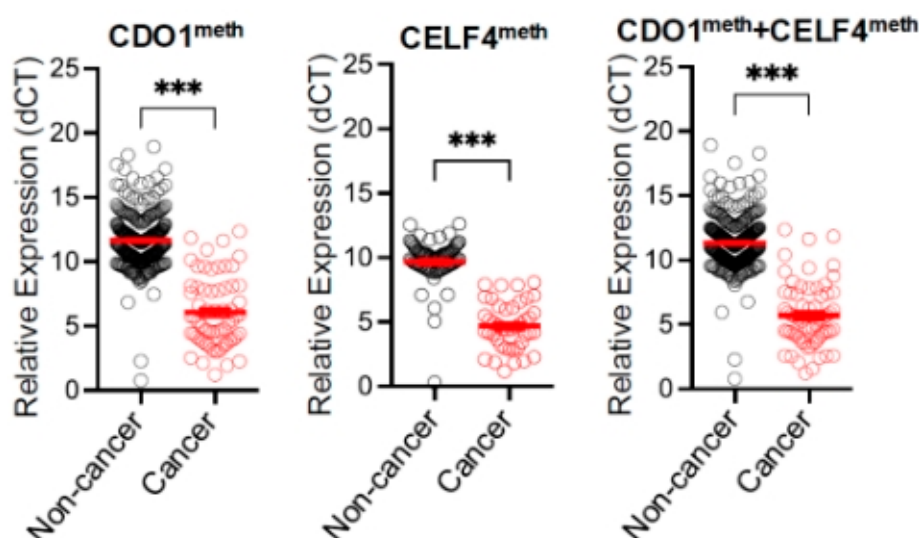 CDO1meth
Relative Expression (dCT)
25
20
15
10
5
0
***
Non-cancer
Cancer
CELF4meth
Relative Expression (dCT)
25
20
15
10
5
0
***
Non-cancer
Cancer
CDO1meth+CELF4meth
Relative Expression (dCT)
25
20
15
10
5
0
***
Non-cancer
Cancer